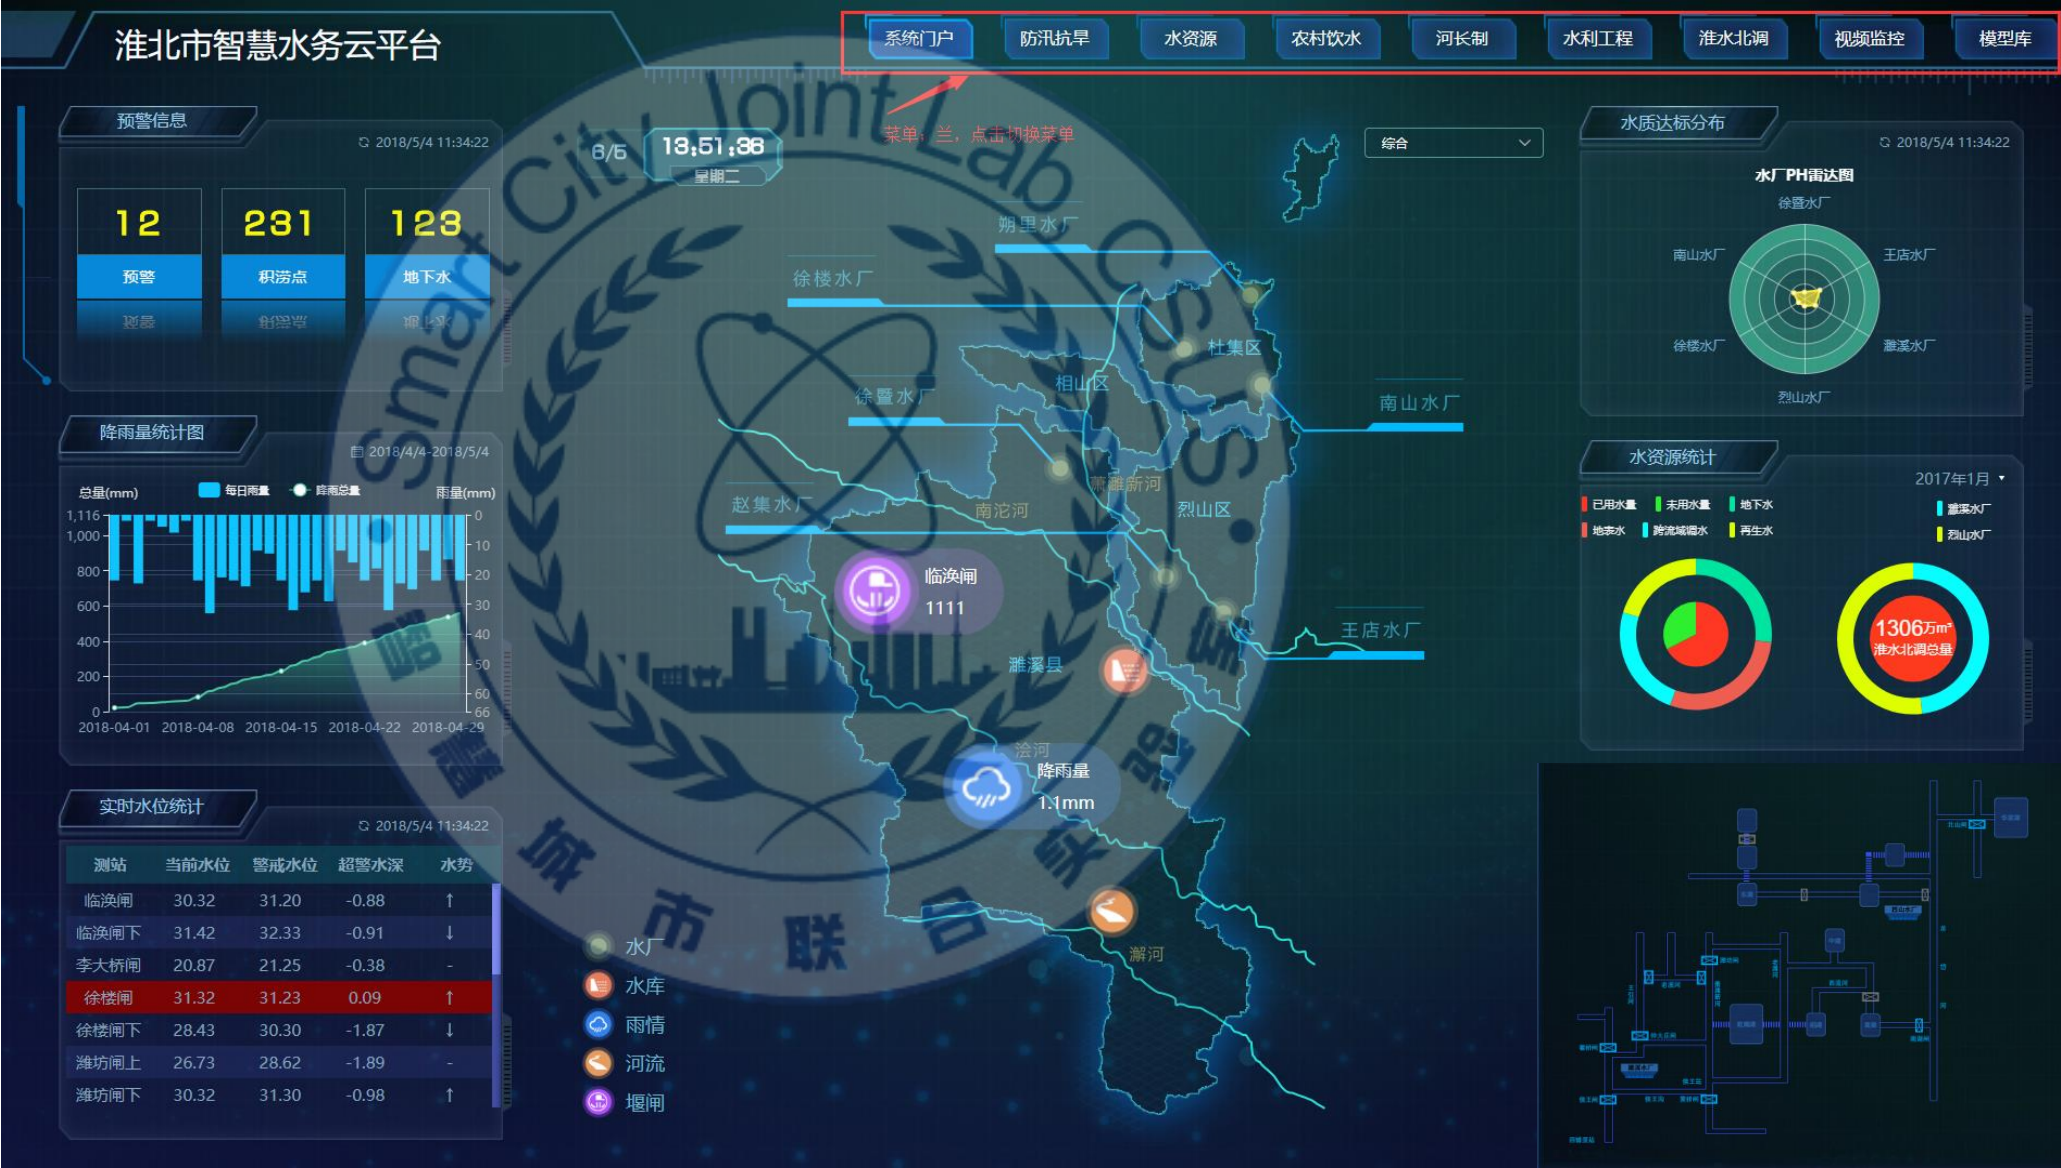 淮北市智慧水务云平台
系统门户 防汛抗旱 水资源 农村饮水 河长制 水利工程 淮水北调 视频监控 模型库
菜单：兰，点击切换菜单
预警信息
2018/5/4 11:34:22
12 231 123
预警 积涝点 地下水
6/5 13:51:36
星期二
综合
降雨量统计图
2018/4/4-2018/5/4
总量(mm) 每日雨量 降雨总量 雨量(mm)
1,116
1,000
800
600
400
200
0
0
10
20
30
40
50
60
66
2018-04-01 2018-04-08 2018-04-15 2018-04-22 2018-04-29
实时水位统计
2018/5/4 11:34:22
测站 当前水位 警戒水位 超警水深 水势
临涣闸 30.32 31.20 -0.88 ↑
临涣闸下 31.42 32.33 -0.91 ↓
李大桥闸 20.87 21.25 -0.38 -
徐楼闸 31.32 31.23 0.09 ↑
徐楼闸下 28.43 30.30 -1.87 ↓
潍坊闸上 26.73 28.62 -1.89 -
潍坊闸下 30.32 31.30 -0.98 ↑
朔里水厂
徐楼水厂
杜集区
相山区
徐暨水厂
南山水厂
萧濉新河
赵集水厂
南沱河
烈山区
临涣闸
1111
王店水厂
濉溪县
浍河
降雨量
1.1mm
澥河
水厂
水库
雨情
河流
堰闸
Smart City Joint Lab CSUS
智慧城市联合实验室
水质达标分布
2018/5/4 11:34:22
水厂PH雷达图
徐暨水厂
南山水厂 王店水厂
徐楼水厂 濉溪水厂
烈山水厂
水资源统计
2017年1月
已用水量 未用水量 地下水 濉溪水厂
地表水 跨流域调水 再生水 烈山水厂
1306万m³
淮水北调总量